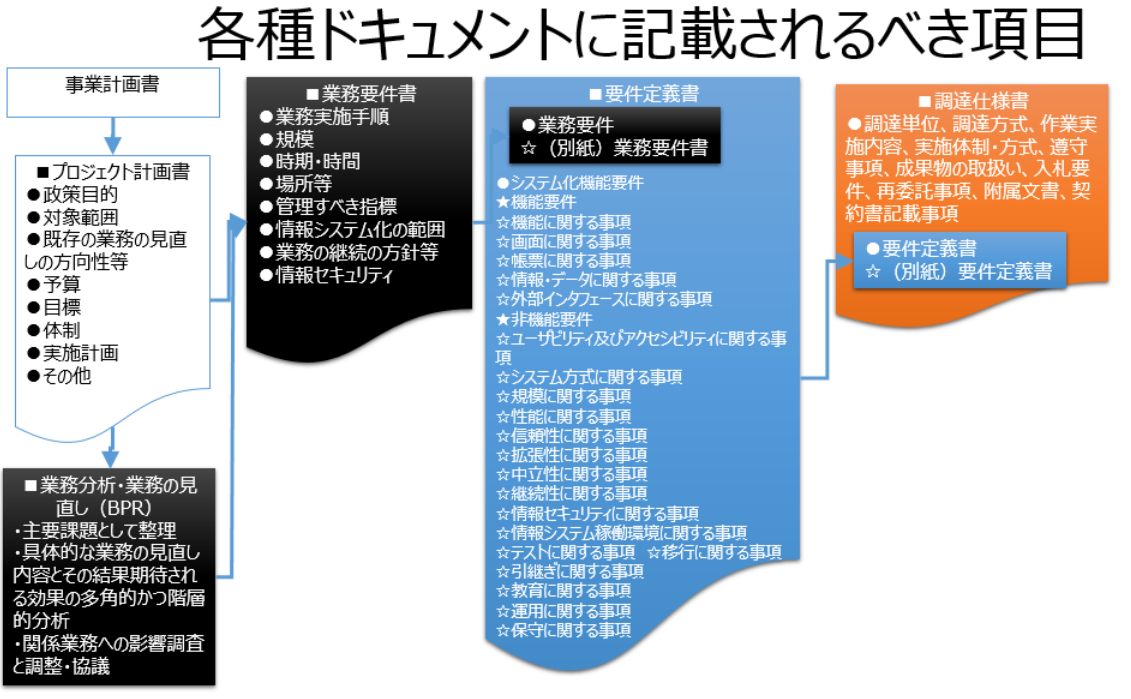 各種ドキュメントに記載されるべき項目
事業計画書
■プロジェクト計画書
●政策目的
●対象範囲
●既存の業務の見直
しの方向性等
●予算
●目標
●体制
●実施計画
●その他
■業務分析・業務の見
直し（BPR）
・主要課題として整理
・具体的な業務の見直し
内容とその結果期待され
る効果の多角的かつ階層
的分析
・関係業務への影響調査
と調整・協議
■業務要件書
●業務実施手順
●規模
●時期・時間
●場所等
●管理すべき指標
●情報システム化の範囲
●業務の継続の方針等
●情報セキュリティ
■要件定義書
●業務要件
☆（別紙）業務要件書
●システム化機能要件
★機能要件
☆機能に関する事項
☆画面に関する事項
☆帳票に関する事項
☆情報・データに関する事項
☆外部インタフェースに関する事項
★非機能要件
☆ユーザビリティ及びアクセシビリティに関する事
項
☆システム方式に関する事項
☆規模に関する事項
☆性能に関する事項
☆信頼性に関する事項
☆拡張性に関する事項
☆中立性に関する事項
☆継続性に関する事項
☆情報セキュリティに関する事項
☆情報システム稼働環境に関する事項
☆テストに関する事項 ☆移行に関する事項
☆引継ぎに関する事項
☆教育に関する事項
☆運用に関する事項
☆保守に関する事項
■調達仕様書
●調達単位、調達方式、作業実
施内容、実施体制・方式、遵守
事項、成果物の取扱い、入札要
件、再委託事項、附属文書、契
約書記載事項
●要件定義書
☆（別紙）要件定義書